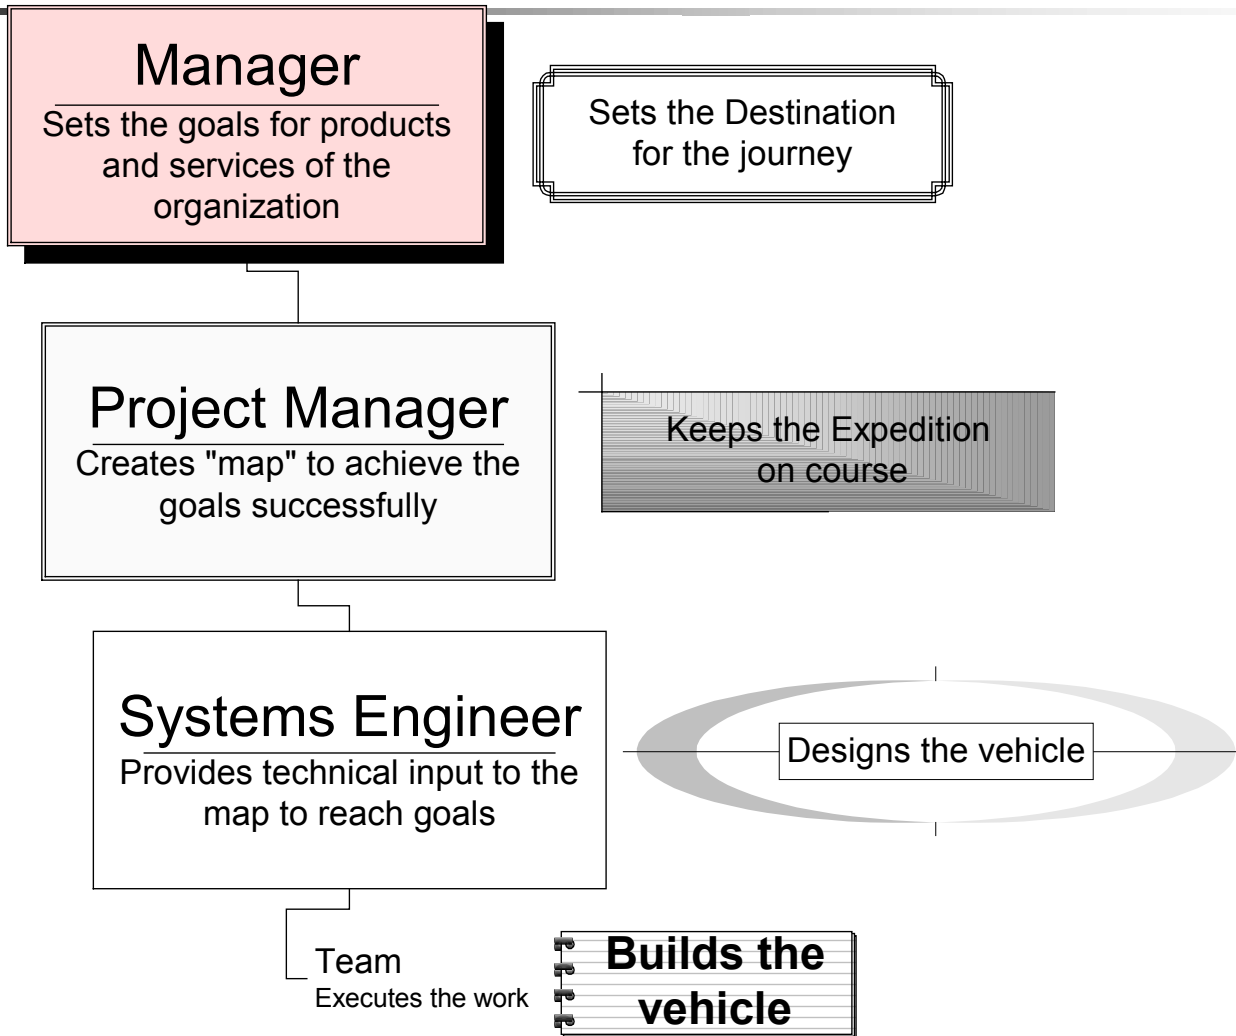 Manager
Sets the goals for products
and services of the
organization
Sets the Destination
for the journey
Project Manager
Creates "map" to achieve the
goals successfully
Keeps the Expedition
on course
Systems Engineer
Provides technical input to the
map to reach goals
Designs the vehicle
Team
Executes the work
Builds the
vehicle